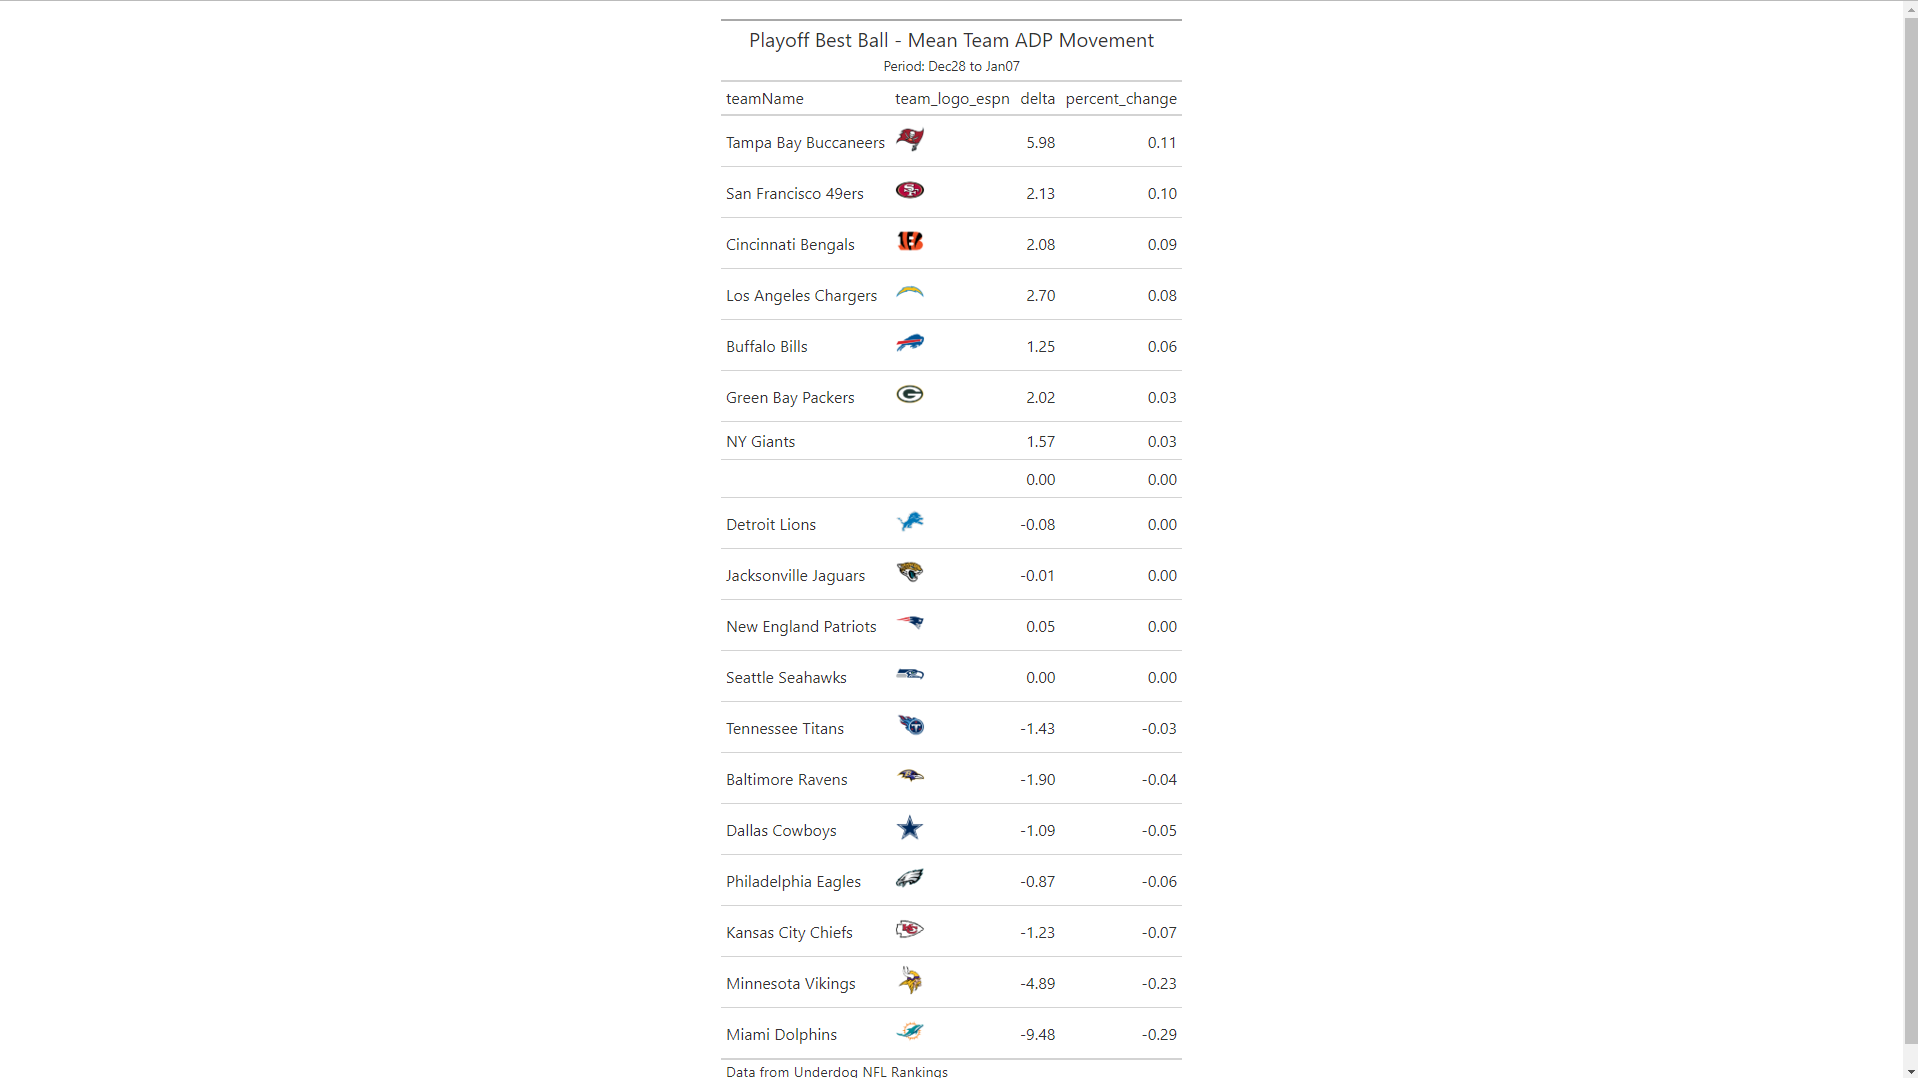 Playoff Best Ball - Mean Team ADP Movement
Period: Dec28 to Jan07
teamName team_logo_espn delta percent_change
Tampa Bay Buccaneers 5.98 0.11
San Francisco 49ers 2.13 0.10
Cincinnati Bengals 2.08 0.09
Los Angeles Chargers 2.70 0.08
Buffalo Bills 1.25 0.06
Green Bay Packers 2.02 0.03
NY Giants 1.57 0.03
0.00 0.00
Detroit Lions -0.08 0.00
Jacksonville Jaguars -0.01 0.00
New England Patriots 0.05 0.00
Seattle Seahawks 0.00 0.00
Tennessee Titans -1.43 -0.03
Baltimore Ravens -1.90 -0.04
Dallas Cowboys -1.09 -0.05
Philadelphia Eagles -0.87 -0.06
Kansas City Chiefs -1.23 -0.07
Minnesota Vikings -4.89 -0.23
Miami Dolphins -9.48 -0.29
Data from Underdog NFL Rankings